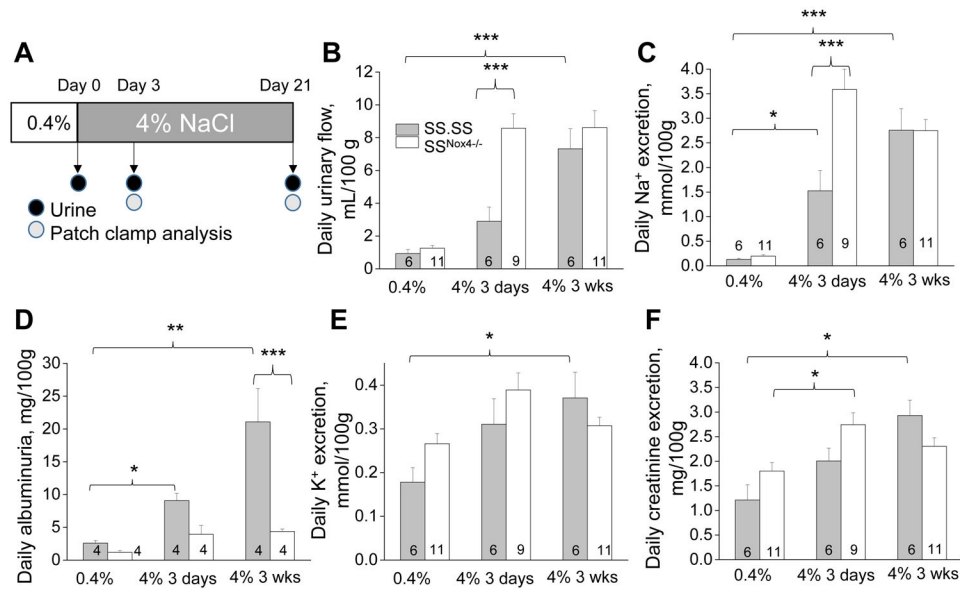 A
Day 0 Day 3 Day 21
0.4% 4% NaCl
Urine
Patch clamp analysis
B
***
***
Daily urinary flow,
mL/100 g
12
10
8
6
4
2
0
SS.SS
SS^Nox4-/-
6 11 6 9 6 11
0.4% 4% 3 days 4% 3 wks
C
***
***
*
Daily Na⁺ excretion,
mmol/100g
4.0
3.5
3.0
2.5
2.0
1.5
1.0
0.5
0.0
6 11 6 9 6 11
0.4% 4% 3 days 4% 3 wks
D
**
***
*
Daily albuminuria, mg/100g
30
25
20
15
10
5
0
4 4 4 4 4 4
0.4% 4% 3 days 4% 3 wks
E
*
Daily K⁺ excretion,
mmol/100g
0.4
0.3
0.2
0.1
0.0
6 11 6 9 6 11
0.4% 4% 3 days 4% 3 wks
F
*
*
Daily creatinine excretion,
mg/100g
4.0
3.5
3.0
2.5
2.0
1.5
1.0
0.5
0.0
6 11 6 9 6 11
0.4% 4% 3 days 4% 3 wks